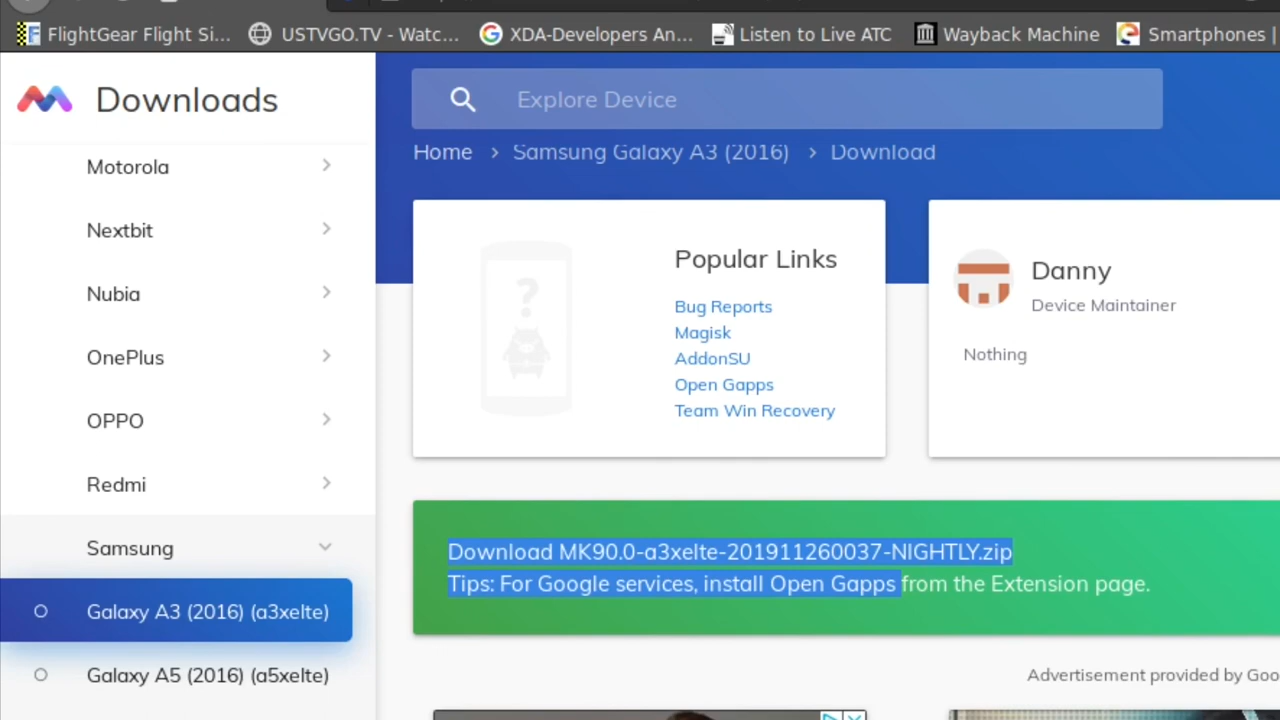 FlightGear Flight Si...
USTVGO.TV - Watc...
XDA-Developers An...
Listen to Live ATC
Wayback Machine
Smartphones |
Downloads
Explore Device
Home > Samsung Galaxy A3 (2016) > Download
Motorola
Nextbit
Nubia
OnePlus
OPPO
Redmi
Samsung
Galaxy A3 (2016) (a3xelte)
Galaxy A5 (2016) (a5xelte)
?
Popular Links
Bug Reports
Magisk
AddonSU
Open Gapps
Team Win Recovery
Danny
Device Maintainer
Nothing
Download MK90.0-a3xelte-201911260037-NIGHTLY.zip
Tips: For Google services, install Open Gapps from the Extension page.
Advertisement provided by Goo